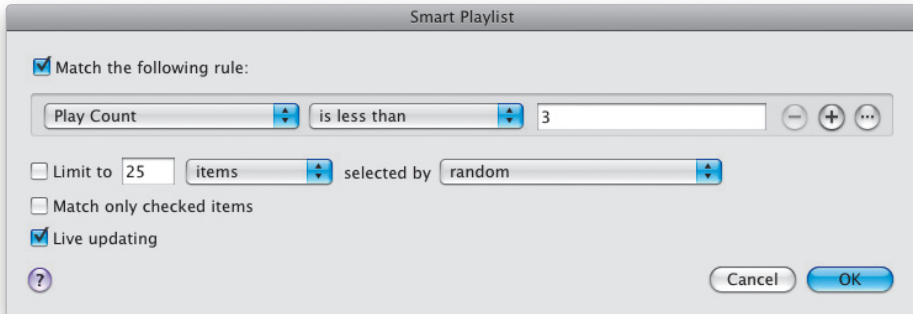 Smart Playlist
Match the following rule:
Play Count is less than 3
Limit to 25 items selected by random
Match only checked items
Live updating
? Cancel OK